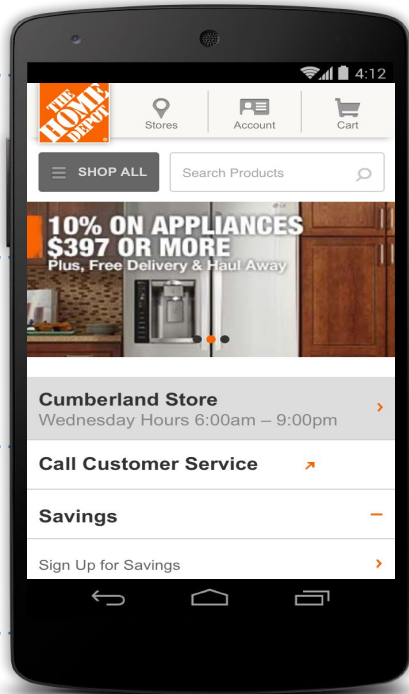 4:12
THE
HOME
DEPOT
Stores
Account
Cart
SHOP ALL
Search Products
10% ON APPLIANCES
$397 OR MORE
Plus, Free Delivery & Haul Away
Cumberland Store
Wednesday Hours 6:00am – 9:00pm
Call Customer Service
Savings
Sign Up for Savings